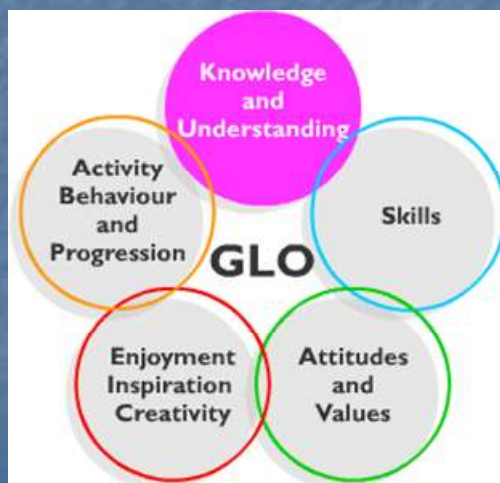 Knowledge
and
Understanding
Activity
Behaviour
and
Progression
Skills
GLO
Enjoyment
Inspiration
Creativity
Attitudes
and
Values